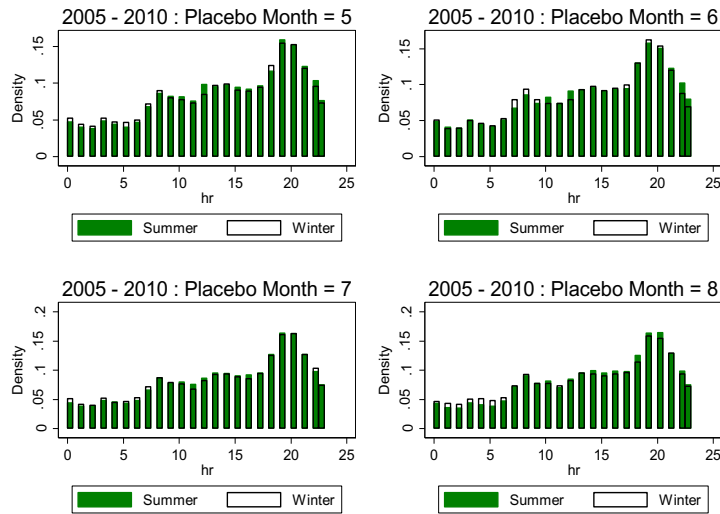 2005 - 2010 : Placebo Month = 5
.15
.1
.05
0
Density
0 5 10 15 20 25
hr
Summer Winter
2005 - 2010 : Placebo Month = 6
.15
.1
.05
0
Density
0 5 10 15 20 25
hr
Summer Winter
2005 - 2010 : Placebo Month = 7
.2
.15
.1
.05
0
Density
0 5 10 15 20 25
hr
Summer Winter
2005 - 2010 : Placebo Month = 8
.2
.15
.1
.05
0
Density
0 5 10 15 20 25
hr
Summer Winter